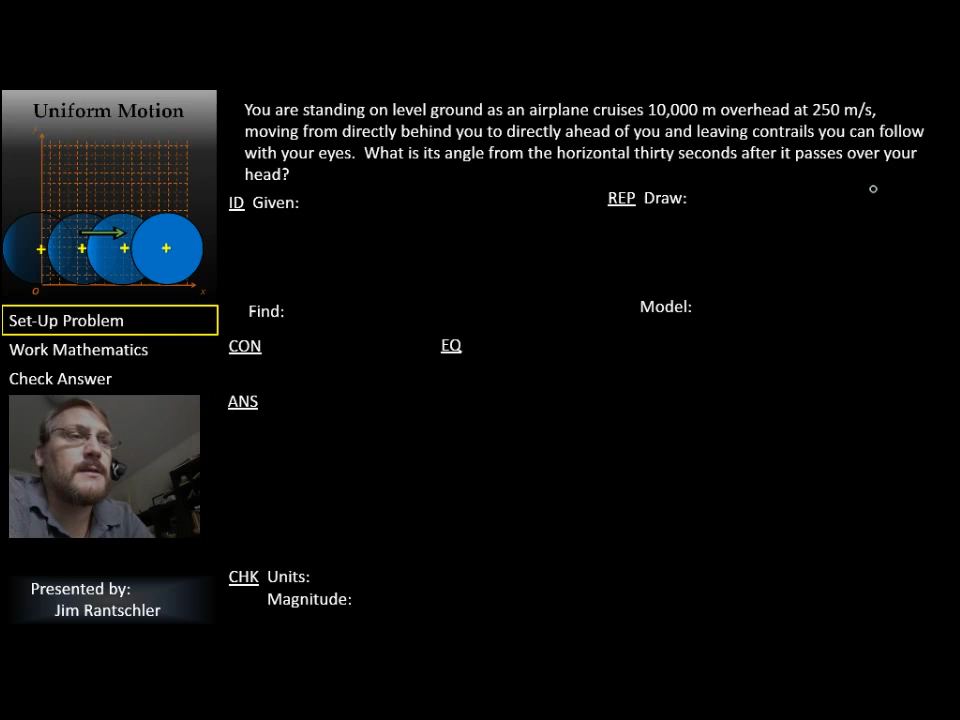 Uniform Motion
y
O
x
Set-Up Problem
Work Mathematics
Check Answer
Presented by:
Jim Rantschler
You are standing on level ground as an airplane cruises 10,000 m overhead at 250 m/s,
moving from directly behind you to directly ahead of you and leaving contrails you can follow
with your eyes.  What is its angle from the horizontal thirty seconds after it passes over your
head?
ID Given:
REP Draw:
Find:
Model:
CON
EQ
ANS
CHK Units:
Magnitude: